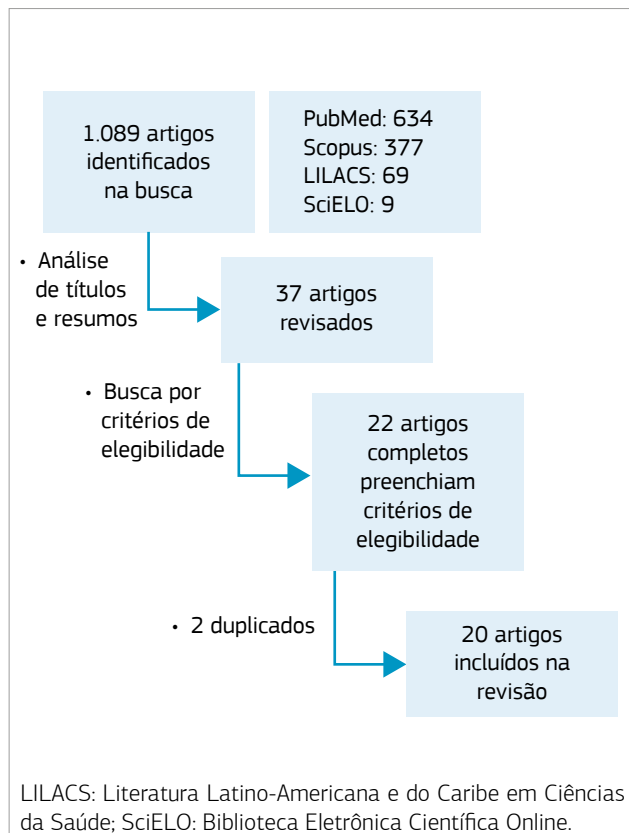 1.089 artigos
identificados
na busca
PubMed: 634
Scopus: 377
LILACS: 69
SciELO: 9
• Análise
de títulos
e resumos
37 artigos
revisados
• Busca por
critérios de
elegibilidade
22 artigos
completos
preenchiam
critérios de
elegibilidade
• 2 duplicados
20 artigos
incluídos na
revisão
LILACS: Literatura Latino-Americana e do Caribe em Ciências
da Saúde; SciELO: Biblioteca Eletrônica Científica Online.